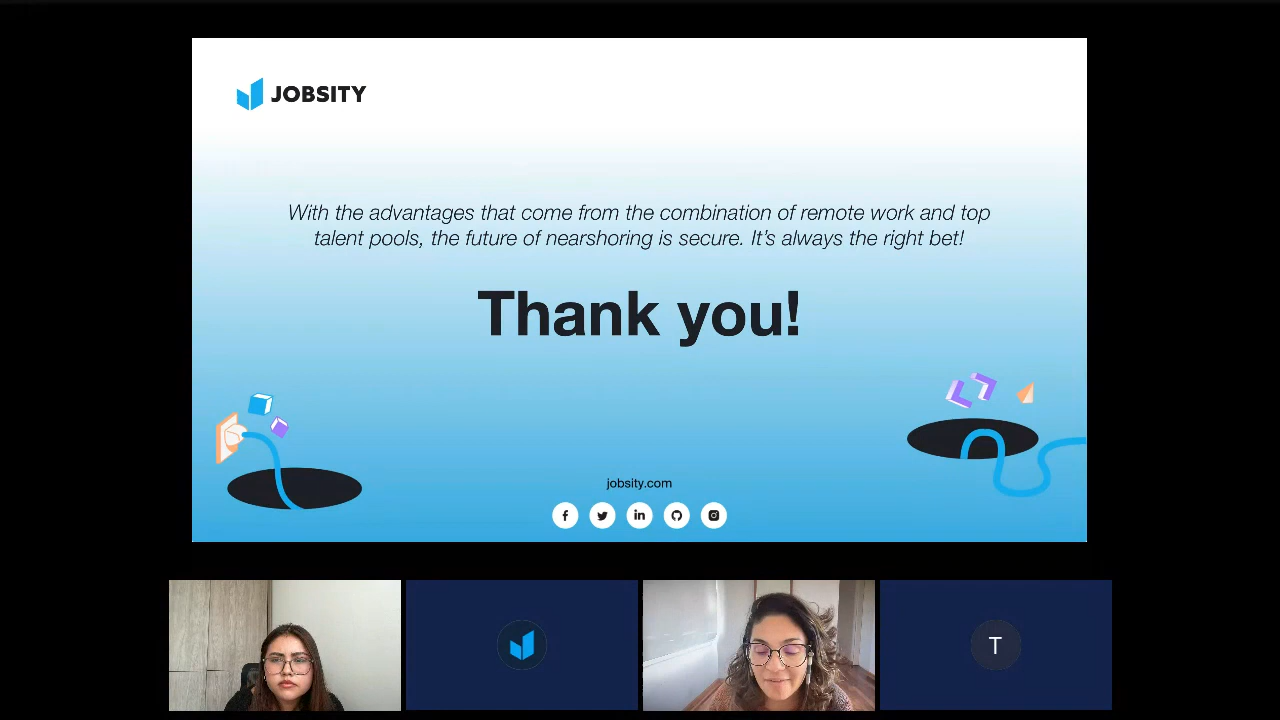 JOBSITY
With the advantages that come from the combination of remote work and top
talent pools, the future of nearshoring is secure. It’s always the right bet!
Thank you!
jobsity.com
T